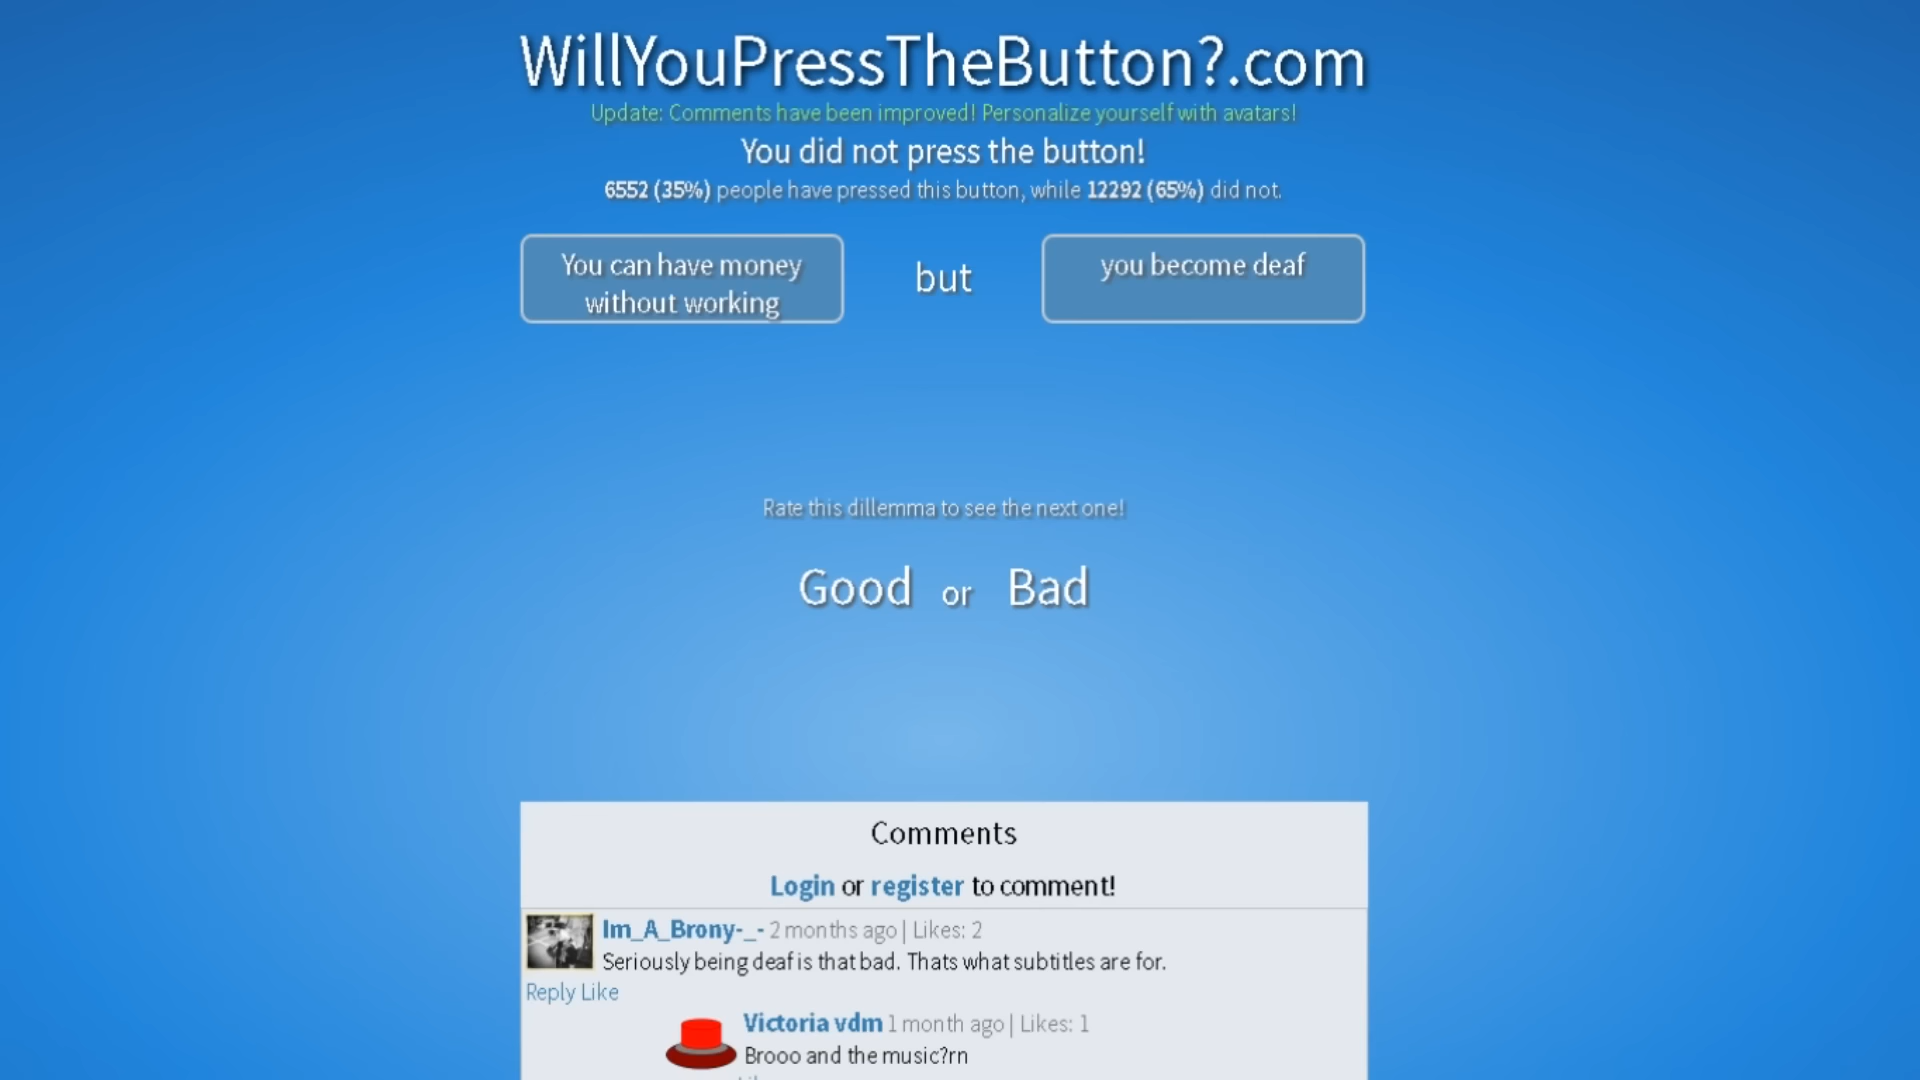 WillYouPressTheButton?.com
Update: Comments have been improved! Personalize yourself with avatars!
You did not press the button!
6552 (35%) people have pressed this button, while 12292 (65%) did not.
You can have money
without working
but
you become deaf
Rate this dillemma to see the next one!
Good or Bad
Comments
Login or register to comment!
Im_A_Brony-_- 2 months ago | Likes: 2
Seriously being deaf is that bad. Thats what subtitles are for.
Reply Like
Victoria vdm 1 month ago | Likes: 1
Brooo and the music?rn